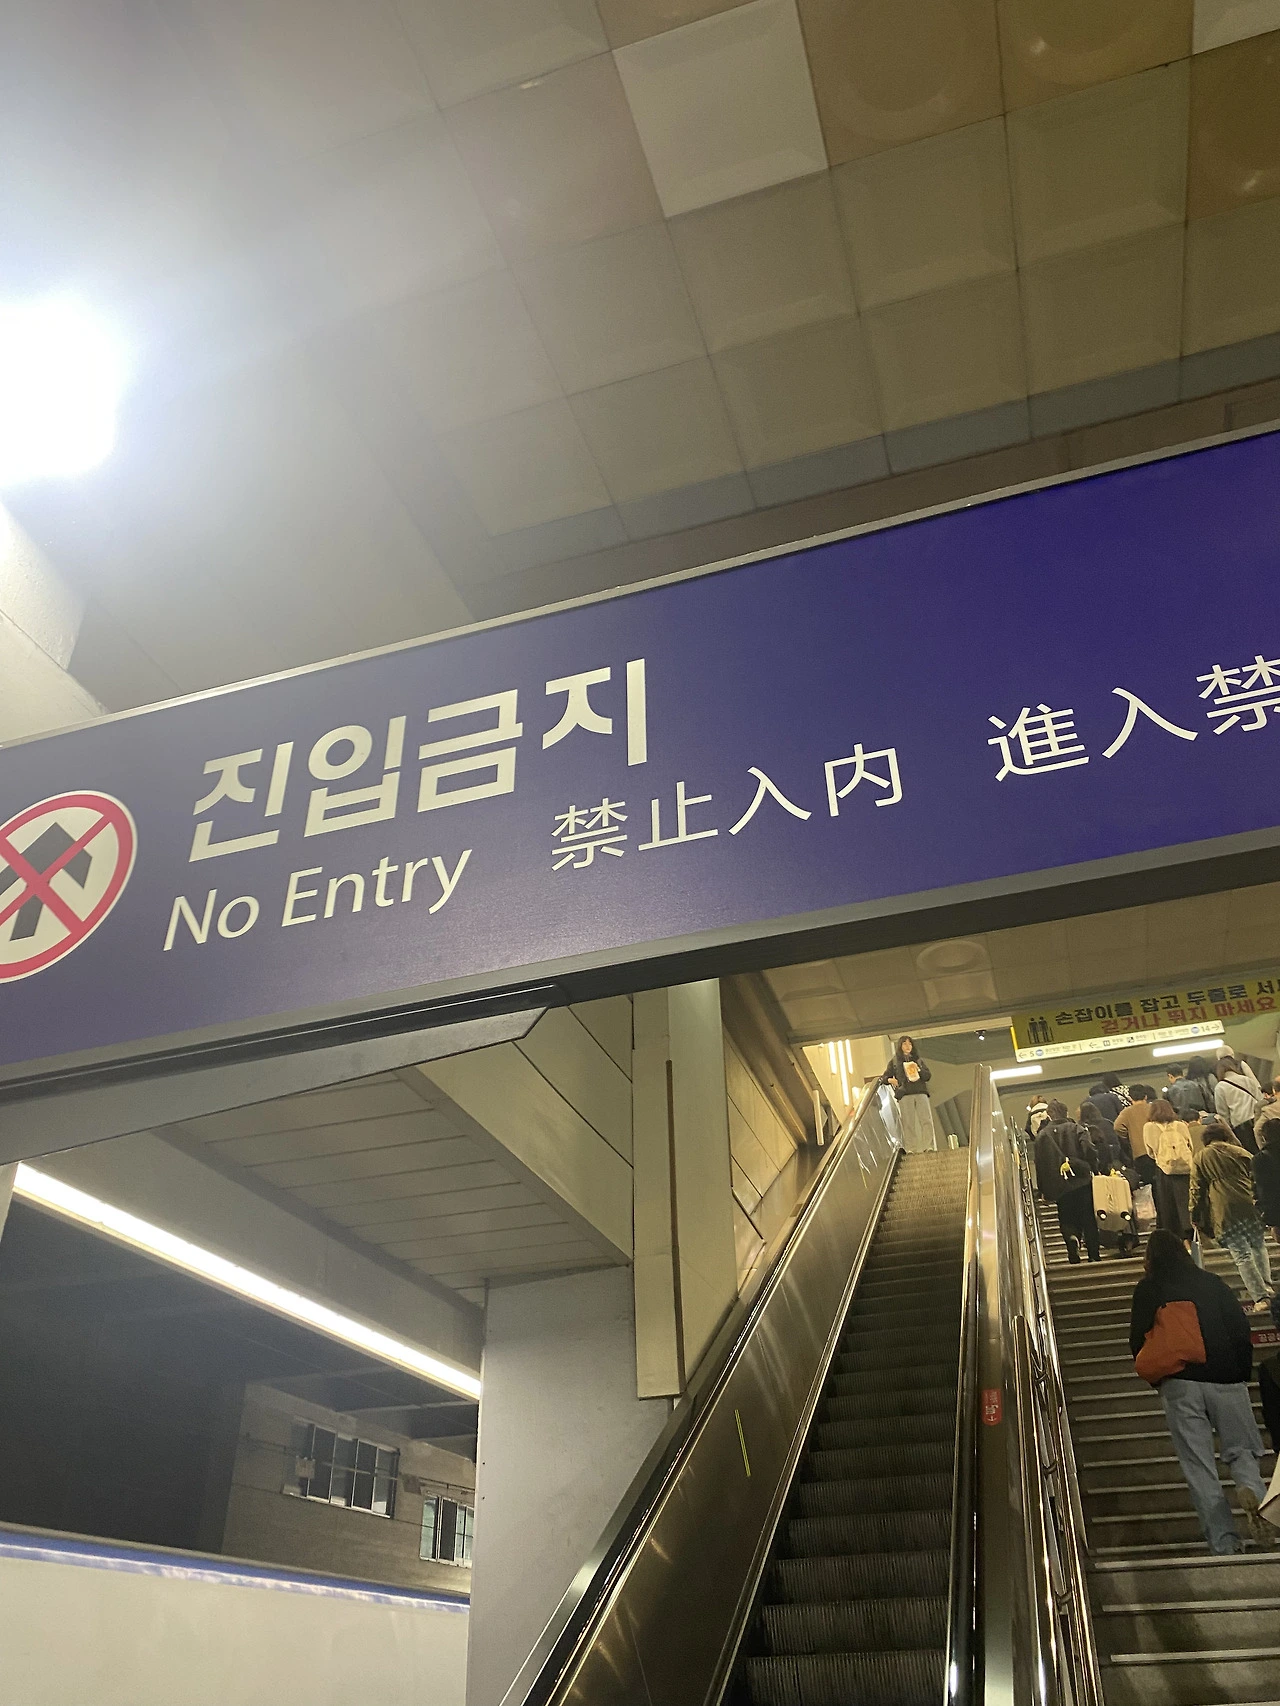 진입금지
No Entry 禁止入内 進入禁
손잡이를 잡고 두줄로
걷거나 뛰지 마세요